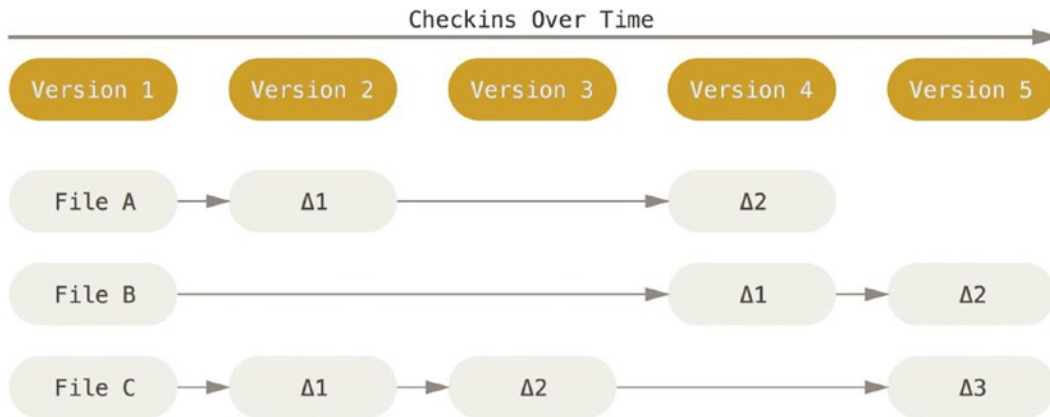 Checkins Over Time
Version 1 Version 2 Version 3 Version 4 Version 5
File A Δ1 Δ2
File B Δ1 Δ2
File C Δ1 Δ2 Δ3